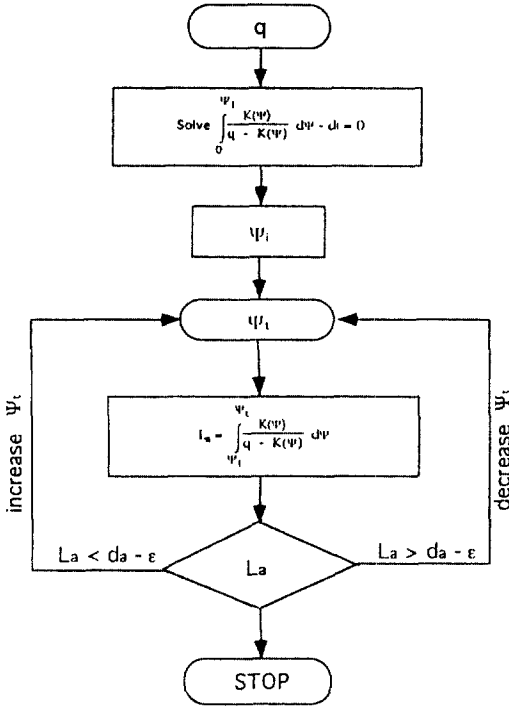 q
Ψi
K(Ψ)
Solve ∫ ─── dΨ - di = 0
q - K(Ψ)
0
Ψi
Ψt
Ψt
K(Ψ)
La = ∫ ─── dΨ
q - K(Ψ)
Ψi
increase Ψt
decrease Ψt
La < da - ε
La > da - ε
La
STOP